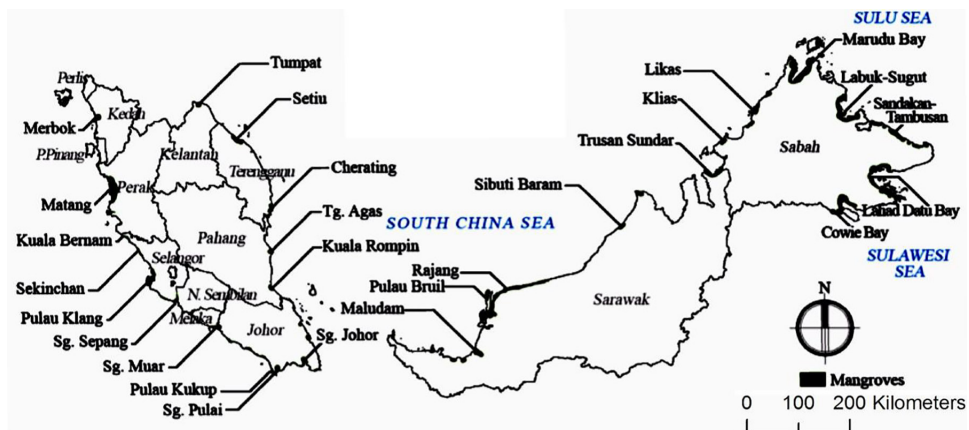 SULU SEA
Marudu Bay
Tumpat
Likas
Labuk-Sugut
Perlis
Setiu
Klias
Sandakan-
Tambusan
Kedah
Merbok
Trusan Sundar
Sabah
P.Pinang
Kelantan
Terengganu
Cherating
Perak
Sibuti Baram
Matang
Tg. Agas
Lahad Datu Bay
SOUTH CHINA SEA
Cowie Bay
Kuala Bernam
Pahang
Kuala Rompin
SULAWESI
SEA
Selangor
Rajang
Sekinchan
Pulau Bruil
N. Sembilan
Sarawak
N
Maludam
Pulau Klang
Melaka
Johor
Sg. Johor
Sg. Sepang
Sg. Muar
Mangroves
Pulau Kukup
Sg. Pulai
0 100 200 Kilometers